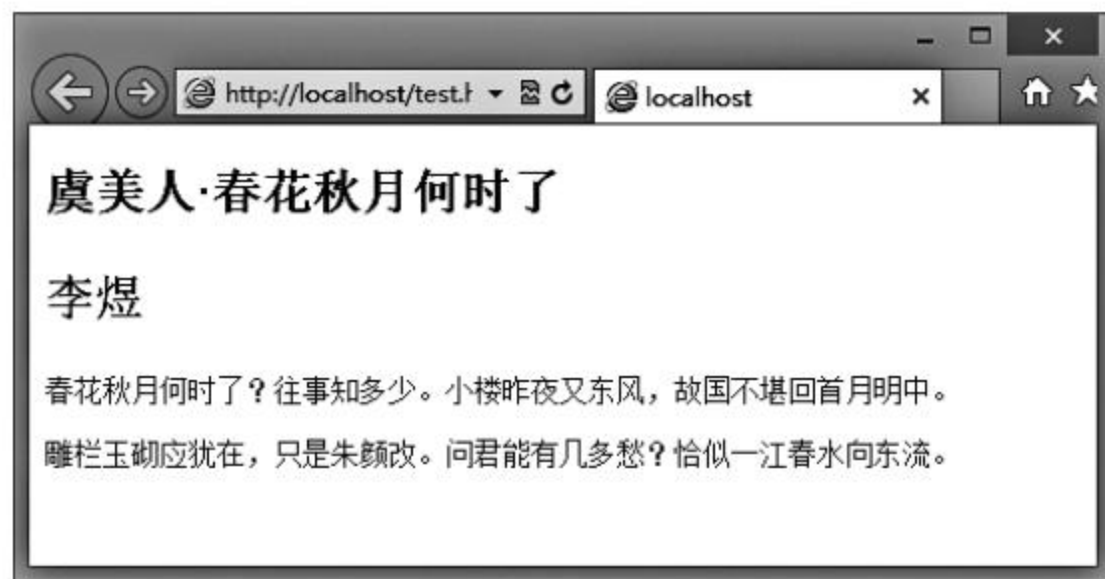 http://localhost/test.h
localhost
虞美人·春花秋月何时了
李煜
春花秋月何时了？往事知多少。小楼昨夜又东风，故国不堪回首月明中。
雕栏玉砌应犹在，只是朱颜改。问君能有几多愁？恰似一江春水向东流。